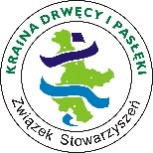 KRAINA DRWĘCY I PASŁĘKI
Związek Stowarzyszeń